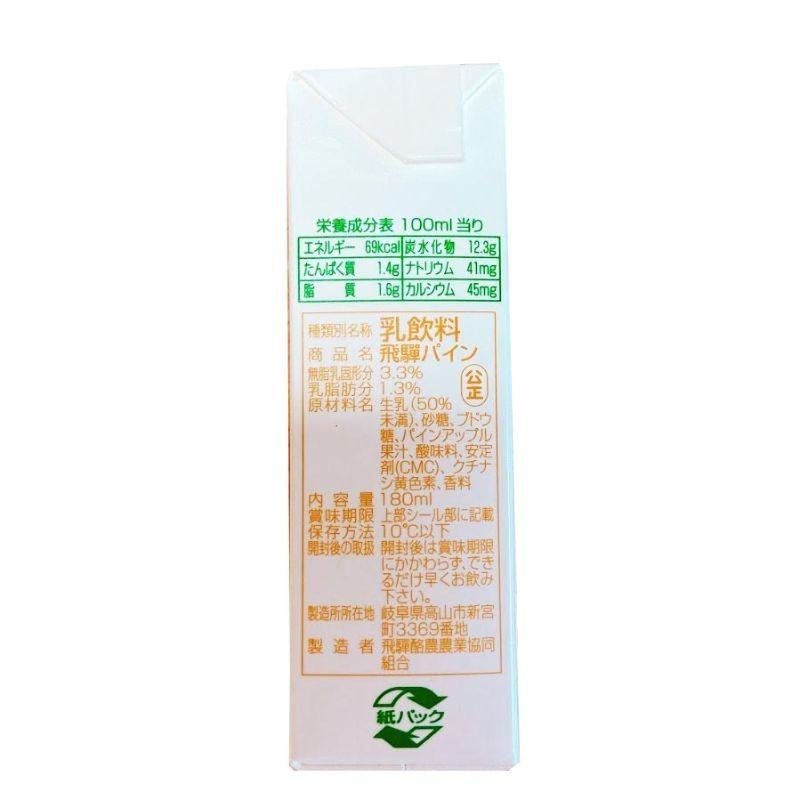 栄養成分表 100ml当り
エネルギー 69kcal 炭水化物 12.3g
たんぱく質 1.4g ナトリウム 41mg
脂質 1.6g カルシウム 45mg
種類別名称 乳飲料
商品名 飛騨パイン
無脂乳固形分 3.3%
公正
乳脂肪分 1.3%
原材料名 生乳(50%
未満)、砂糖、ブドウ
糖、パインアップル
果汁、酸味料、安定
剤(CMC)、クチナ
シ黄色素、香料
内容量 180ml
賞味期限 上部シール部に記載
保存方法 10℃以下
開封後の取扱 開封後は賞味期限
にかかわらず、でき
るだけ早くお飲み
下さい。
製造所所在地 岐阜県高山市新宮
町3369番地
製造者 飛騨酪農農業協同
組合
紙パック